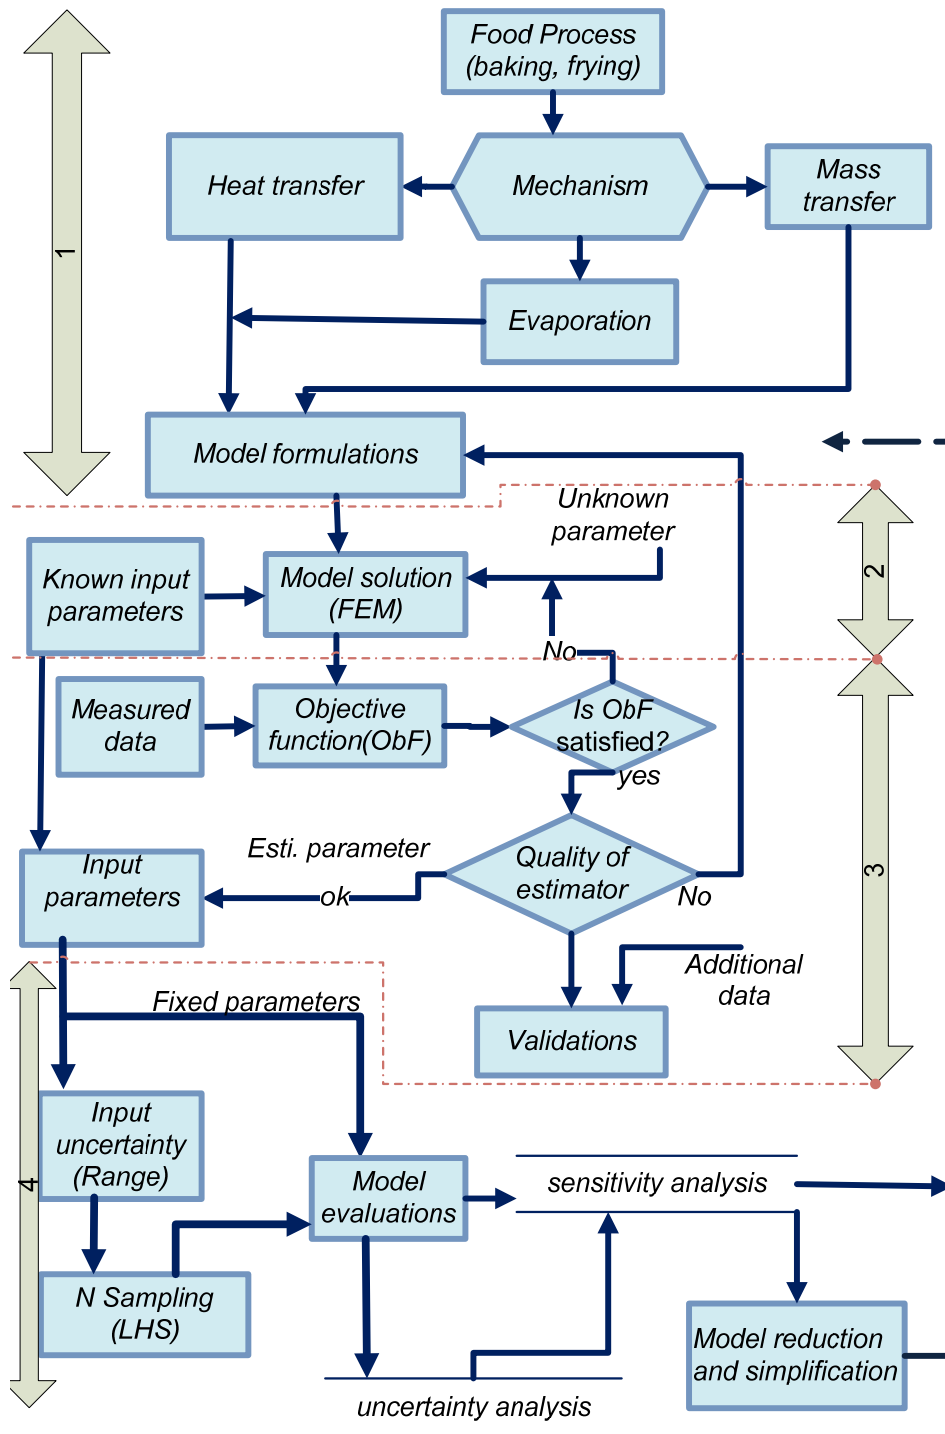 Food Process
(baking, frying)
Heat transfer
Mechanism
Mass
transfer
1
Evaporation
Model formulations
Unknown
parameter
2
Known input
parameters
Model solution
(FEM)
No
Measured
data
Objective
function(ObF)
Is ObF
satisfied?
yes
Esti. parameter
Quality of
estimator
3
Input
parameters
ok
No
Additional
data
Fixed parameters
Validations
Input
uncertainty
(Range)
4
Model
evaluations
sensitivity analysis
N Sampling
(LHS)
Model reduction
and simplification
uncertainty analysis